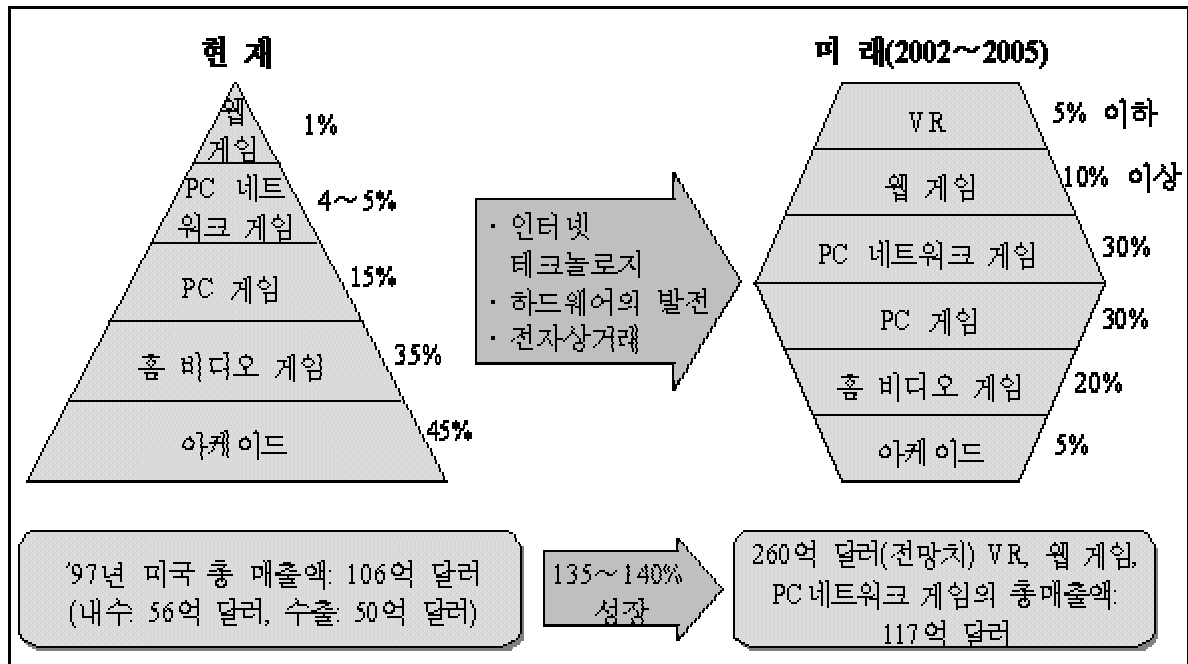 현 재
웹
게임
1%
PC 네트
워크 게임
4～5%
PC 게임
15%
홈 비디오 게임
35%
아케이드
45%
· 인터넷
테크놀로지
· 하드웨어의 발전
· 전자상거래
미 래(2002～2005)
VR
5% 이하
웹 게임
10% 이상
PC 네트워크 게임
30%
PC 게임
30%
홈 비디오 게임
20%
아케이드
5%
'97년 미국 총 매출액: 106억 달러
(내수: 56억 달러, 수출: 50억 달러)
135～140%
성장
260억 달러(전망치) VR, 웹 게임,
PC네트워크 게임의 총매출액:
117억 달러